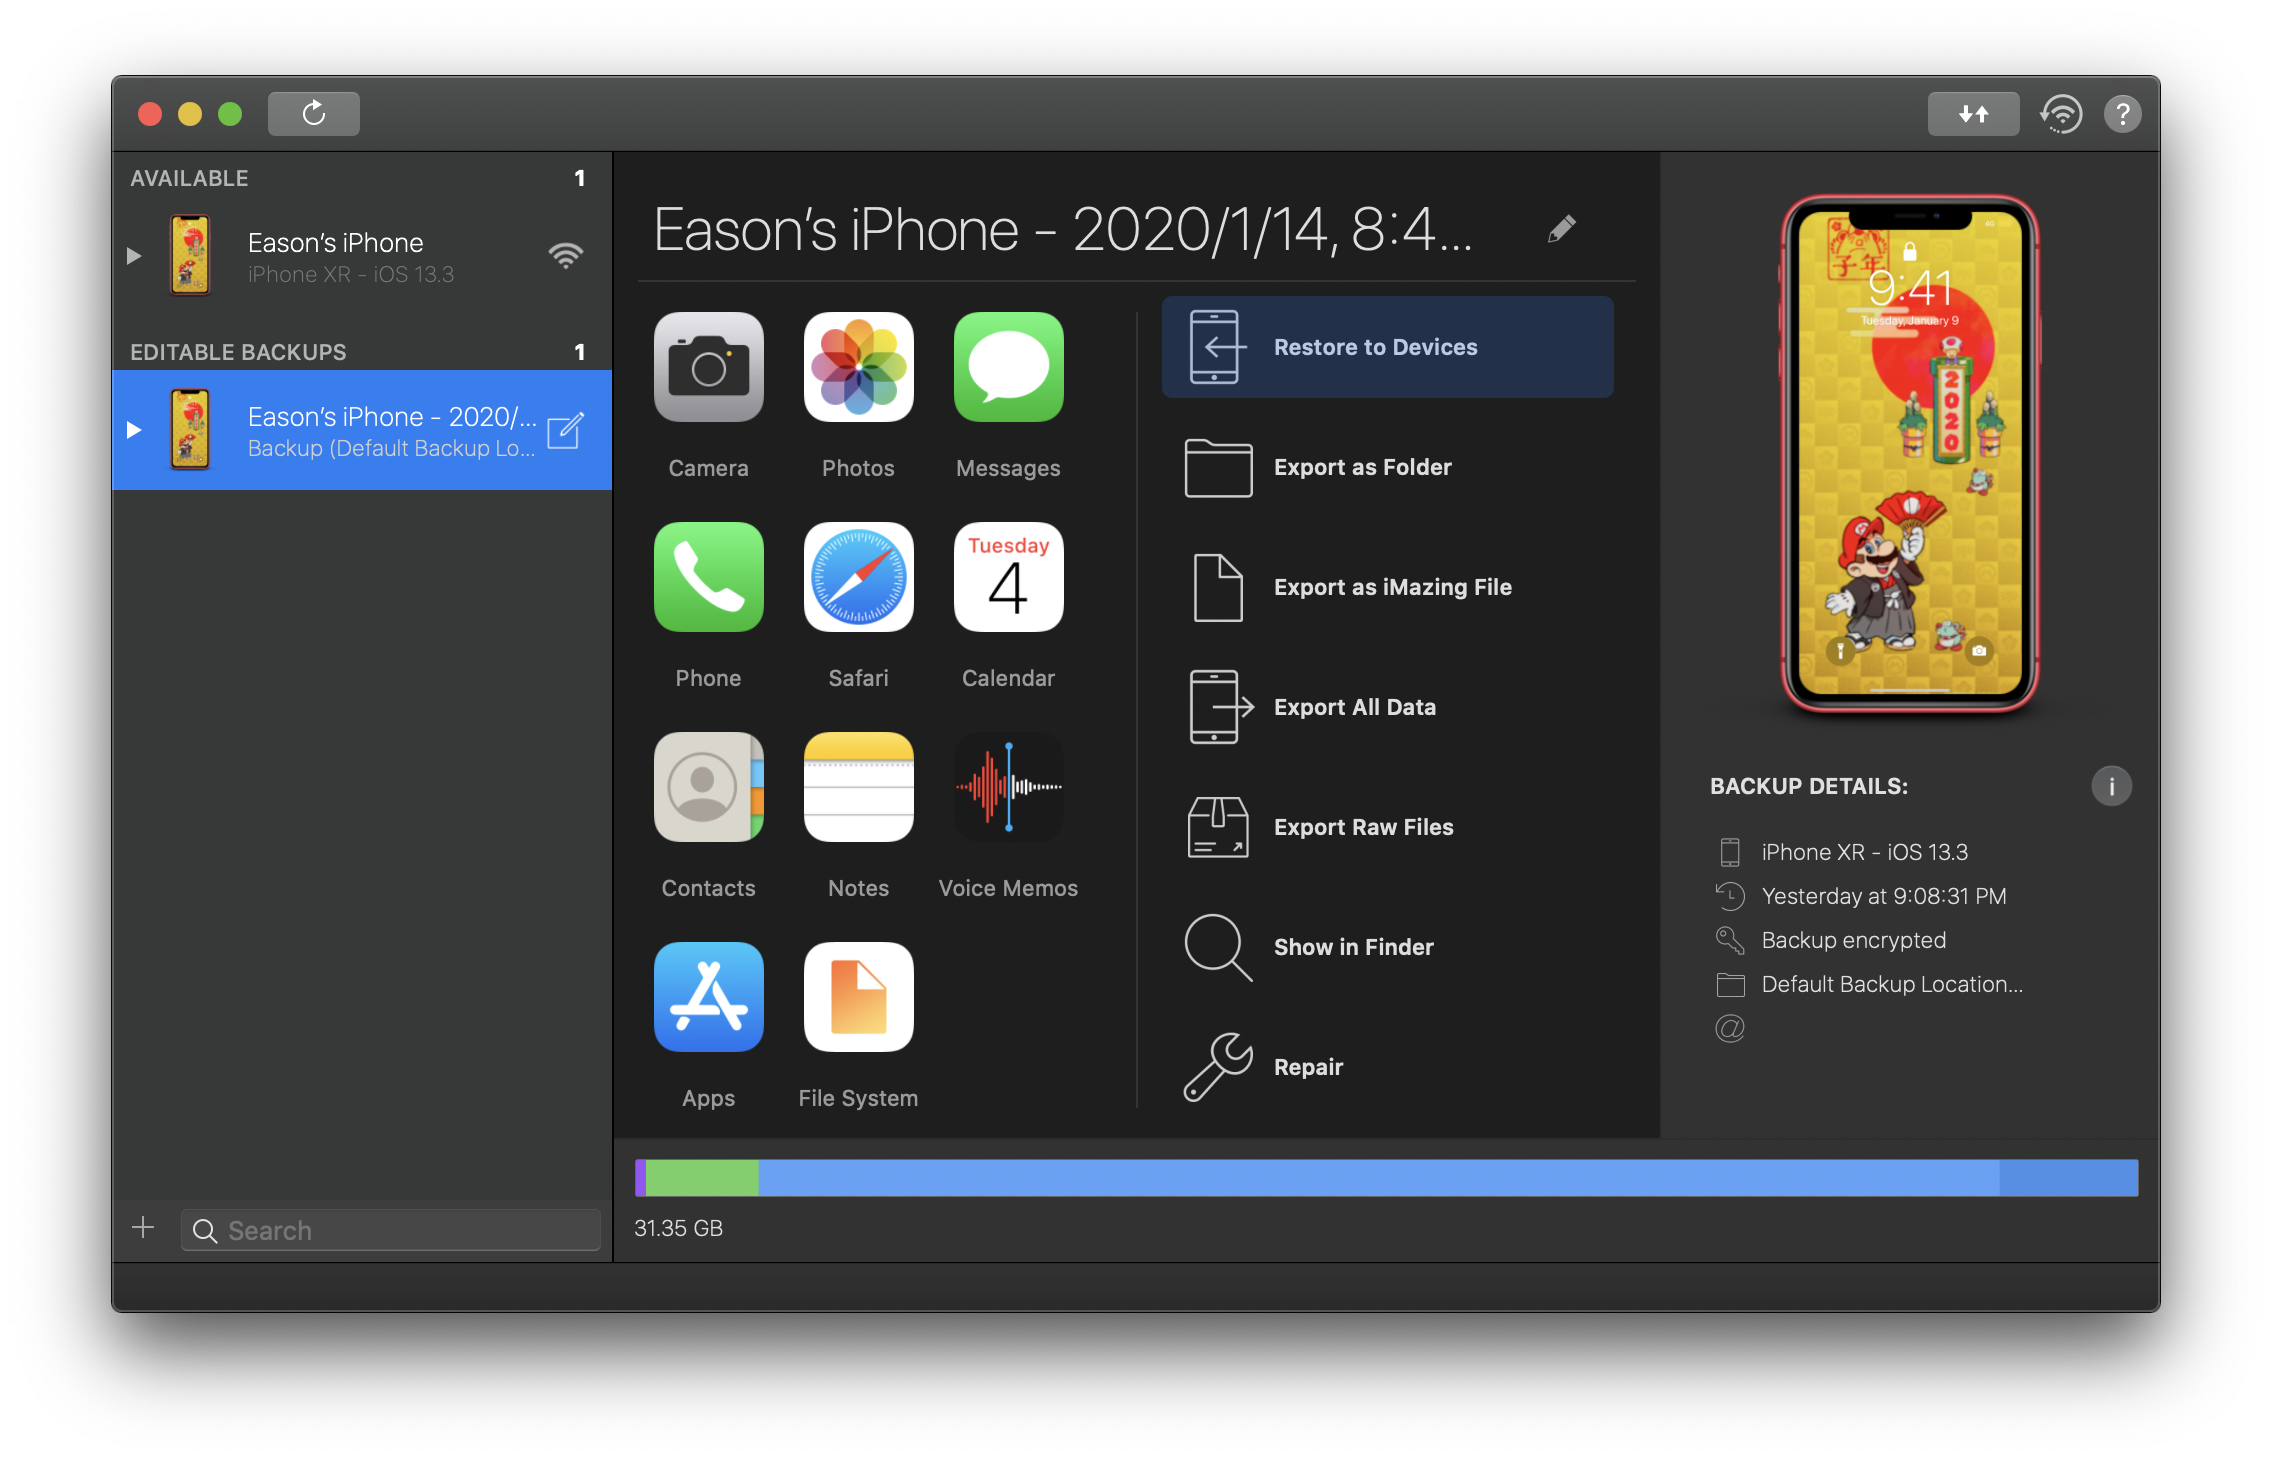 AVAILABLE 1
Eason’s iPhone
iPhone XR - iOS 13.3
EDITABLE BACKUPS 1
Eason’s iPhone - 2020/...
Backup (Default Backup Lo...
Search
Eason’s iPhone - 2020/1/14, 8:4...
Camera
Photos
Messages
Phone
Safari
Tuesday
4
Calendar
Contacts
Notes
Voice Memos
Apps
File System
Restore to Devices
Export as Folder
Export as iMazing File
Export All Data
Export Raw Files
Show in Finder
Repair
31.35 GB
4G
子年
9:41
Tuesday, January 9
2020
BACKUP DETAILS:
iPhone XR - iOS 13.3
Yesterday at 9:08:31 PM
Backup encrypted
Default Backup Location...